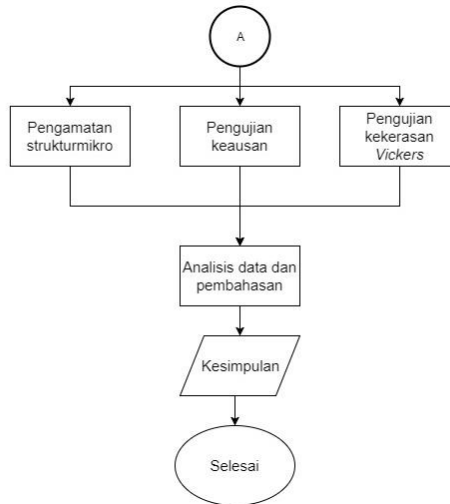 A
Pengamatan
strukturmikro
Pengujian
keausan
Pengujian
kekerasan
Vickers
Analisis data dan
pembahasan
Kesimpulan
Selesai